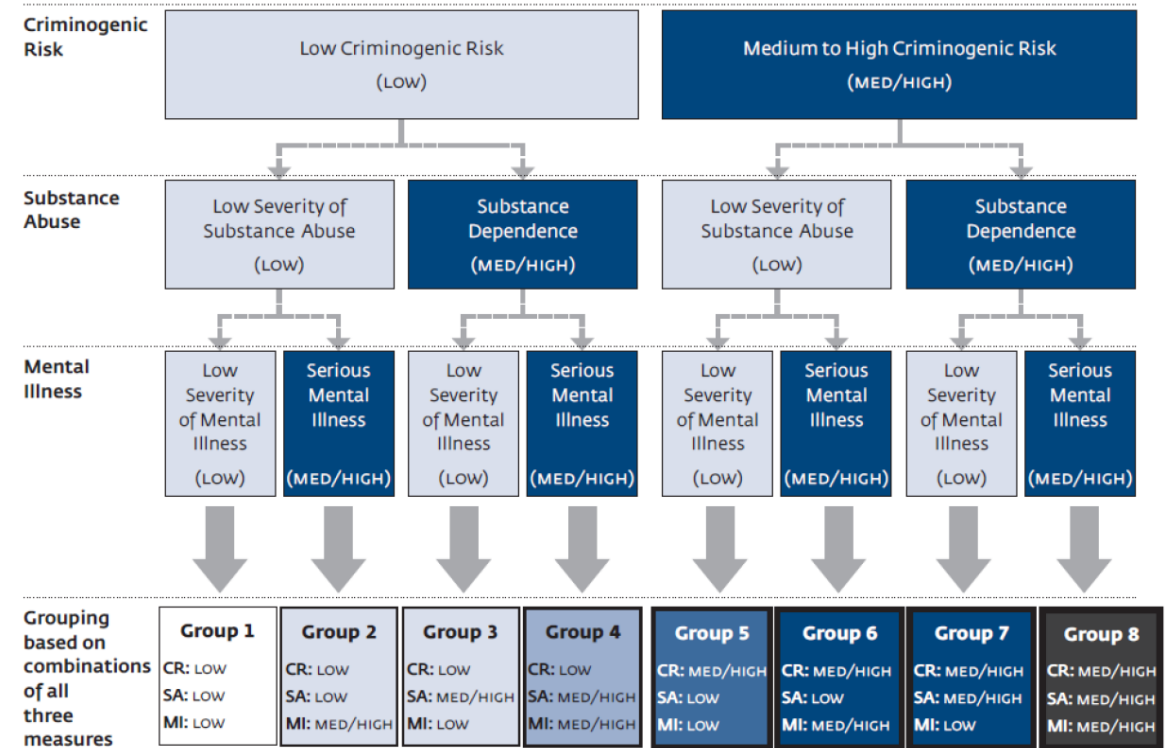 Criminogenic
Risk
Low Criminogenic Risk
(LOW)
Medium to High Criminogenic Risk
(MED/HIGH)
Substance
Abuse
Low Severity of
Substance Abuse
(LOW)
Substance
Dependence
(MED/HIGH)
Low Severity of
Substance Abuse
(LOW)
Substance
Dependence
(MED/HIGH)
Mental
Illness
Low
Severity
of Mental
Illness
(LOW)
Serious
Mental
Illness
(MED/HIGH)
Low
Severity
of Mental
Illness
(LOW)
Serious
Mental
Illness
(MED/HIGH)
Low
Severity
of Mental
Illness
(LOW)
Serious
Mental
Illness
(MED/HIGH)
Low
Severity
of Mental
Illness
(LOW)
Serious
Mental
Illness
(MED/HIGH)
Grouping
based on
combinations
of all
three
measures
Group 1
CR: LOW
SA: LOW
MI: LOW
Group 2
CR: LOW
SA: LOW
MI: MED/HIGH
Group 3
CR: LOW
SA: MED/HIGH
MI: LOW
Group 4
CR: LOW
SA: MED/HIGH
MI: MED/HIGH
Group 5
CR: MED/HIGH
SA: LOW
MI: LOW
Group 6
CR: MED/HIGH
SA: LOW
MI: MED/HIGH
Group 7
CR: MED/HIGH
SA: MED/HIGH
MI: LOW
Group 8
CR: MED/HIGH
SA: MED/HIGH
MI: MED/HIGH